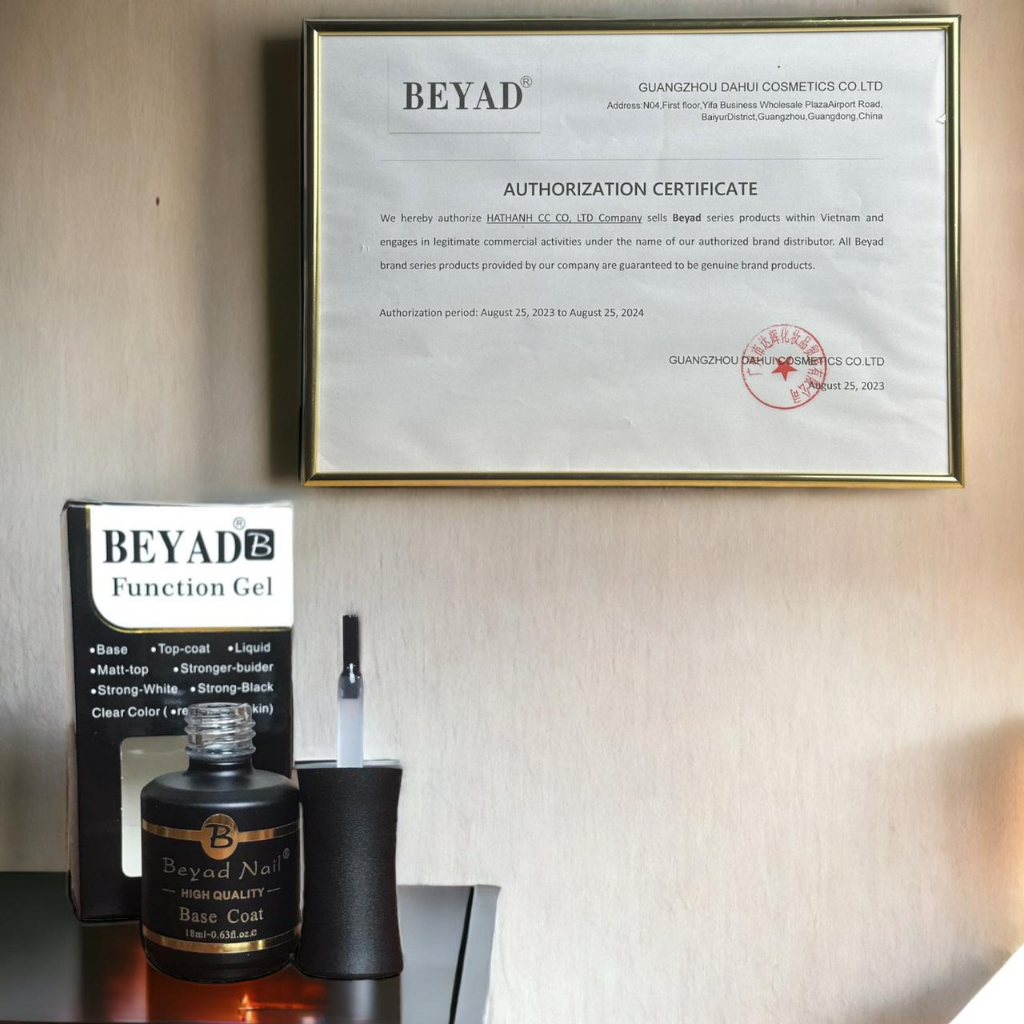 BEYAD®
GUANGZHOU DAHUI COSMETICS CO.LTD
Address:N04,First floor,Yifa Business Wholesale PlazaAirport Road,
BaiyurDistrict,Guangzhou,Guangdong,China
AUTHORIZATION CERTIFICATE
We hereby authorize HATHANH CC CO, LTD Company sells Beyad series products within Vietnam and
engages in legitimate commercial activities under the name of our authorized brand distributor. All Beyad
brand series products provided by our company are guaranteed to be genuine brand products.
Authorization period: August 25, 2023 to August 25, 2024
GUANGZHOU DAHUI COSMETICS CO.LTD
August 25, 2023
BEYAD® B
Function Gel
•Base •Top-coat •Liquid
•Matt-top •Stronger-buider
•Strong-White •Strong-Black
Clear Color (
B
Beyad Nail®
HIGH QUALITY
Base Coat
18ml-0.63fl.oz.℮